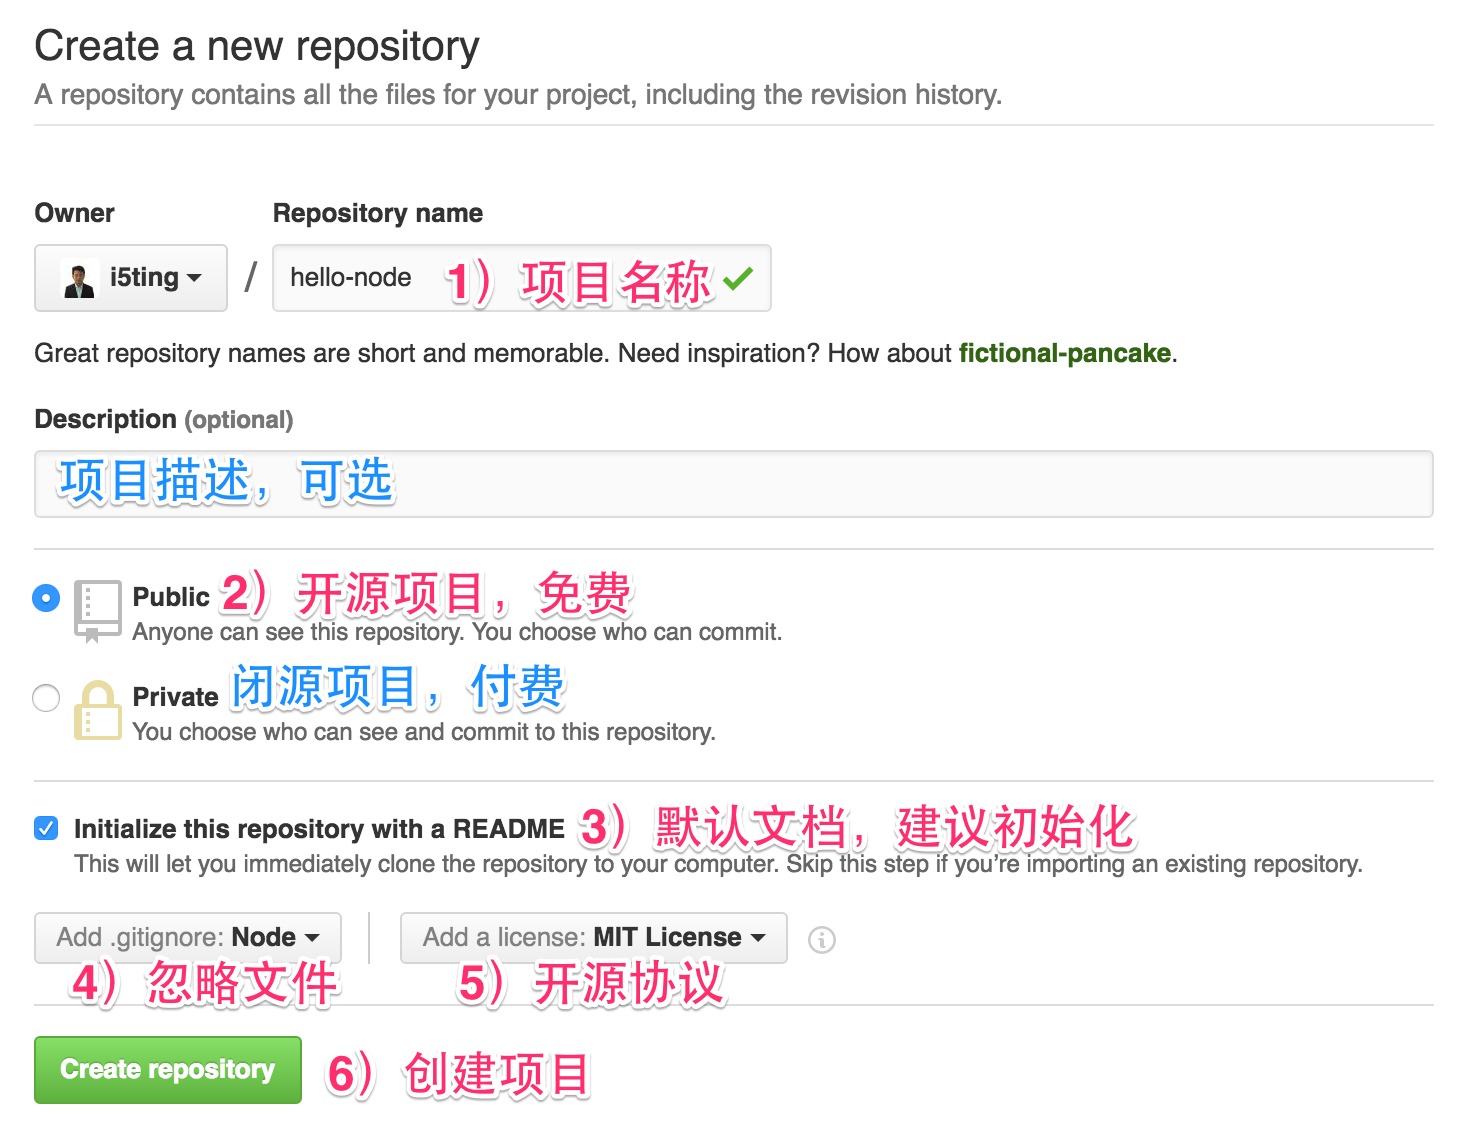 Create a new repository
A repository contains all the files for your project, including the revision history.
Owner Repository name
i5ting / hello-node 1）项目名称
Great repository names are short and memorable. Need inspiration? How about fictional-pancake.
Description (optional)
项目描述，可选
Public 2）开源项目，免费
Anyone can see this repository. You choose who can commit.
Private 闭源项目，付费
You choose who can see and commit to this repository.
Initialize this repository with a README 3）默认文档，建议初始化
This will let you immediately clone the repository to your computer. Skip this step if you’re importing an existing repository.
Add .gitignore: Node Add a license: MIT License
4）忽略文件 5）开源协议
Create repository 6）创建项目